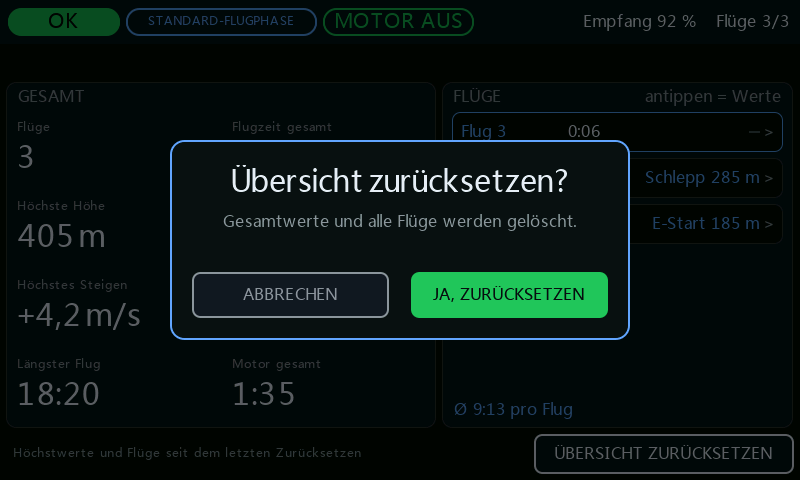 OK STANDARD-FLUGPHASE MOTOR AUS Empfang 92 % Flüge 3/3
GESAMT
Flüge Flugzeit gesamt
3
Höchste Höhe
405 m
Höchstes Steigen
+4,2 m/s
Längster Flug Motor gesamt
18:20 1:35
FLÜGE antippen = Werte
Flug 3 0:06 — >
Schlepp 285 m >
E-Start 185 m >
Ø 9:13 pro Flug
Übersicht zurücksetzen?
Gesamtwerte und alle Flüge werden gelöscht.
ABBRECHEN JA, ZURÜCKSETZEN
Höchstwerte und Flüge seit dem letzten Zurücksetzen
ÜBERSICHT ZURÜCKSETZEN